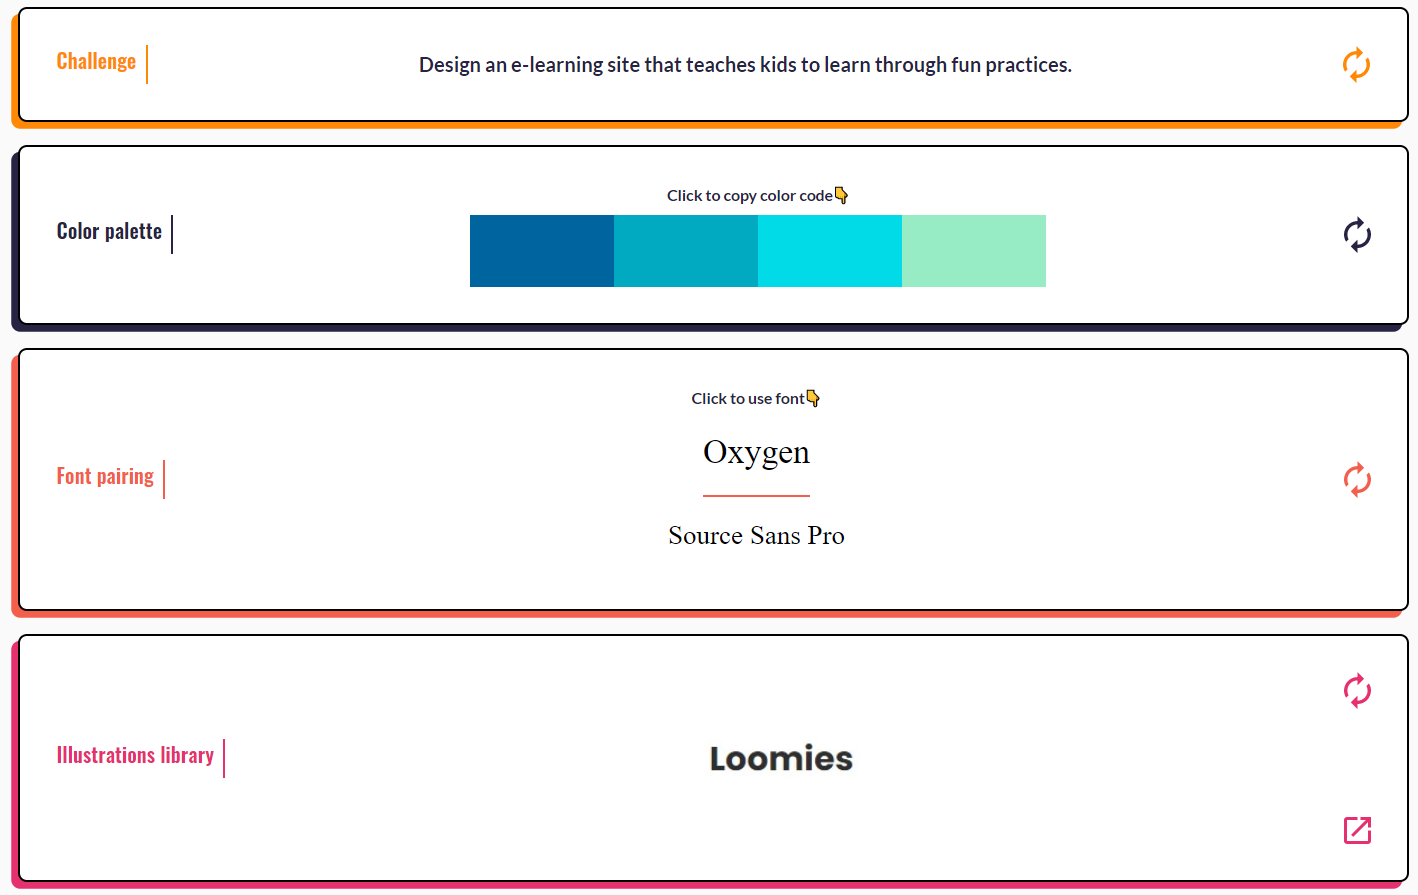 Challenge
Design an e-learning site that teaches kids to learn through fun practices.
Click to copy color code👇
Color palette
Click to use font👇
Oxygen
Font pairing
Source Sans Pro
Illustrations library
Loomies